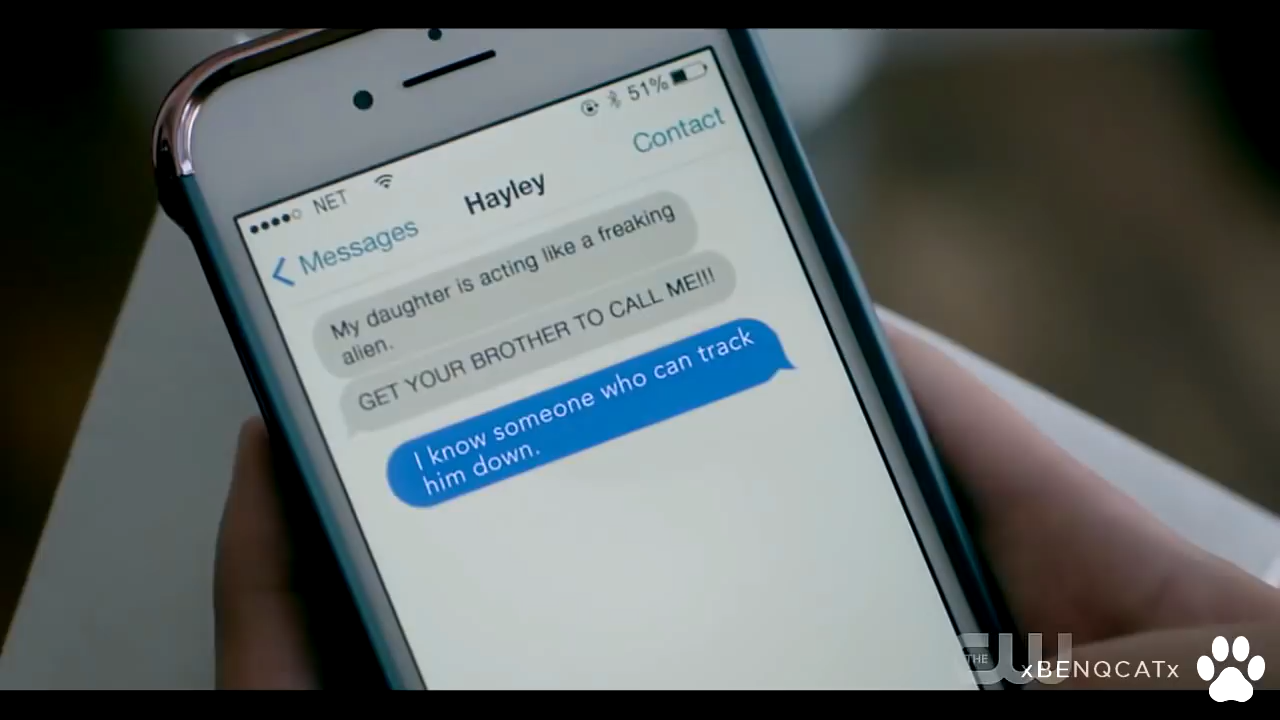 NET
51%
Messages
Hayley
Contact
My daughter is acting like a freaking
alien.
GET YOUR BROTHER TO CALL ME!!!
I know someone who can track
him down.
THE CW
xBENQCATx